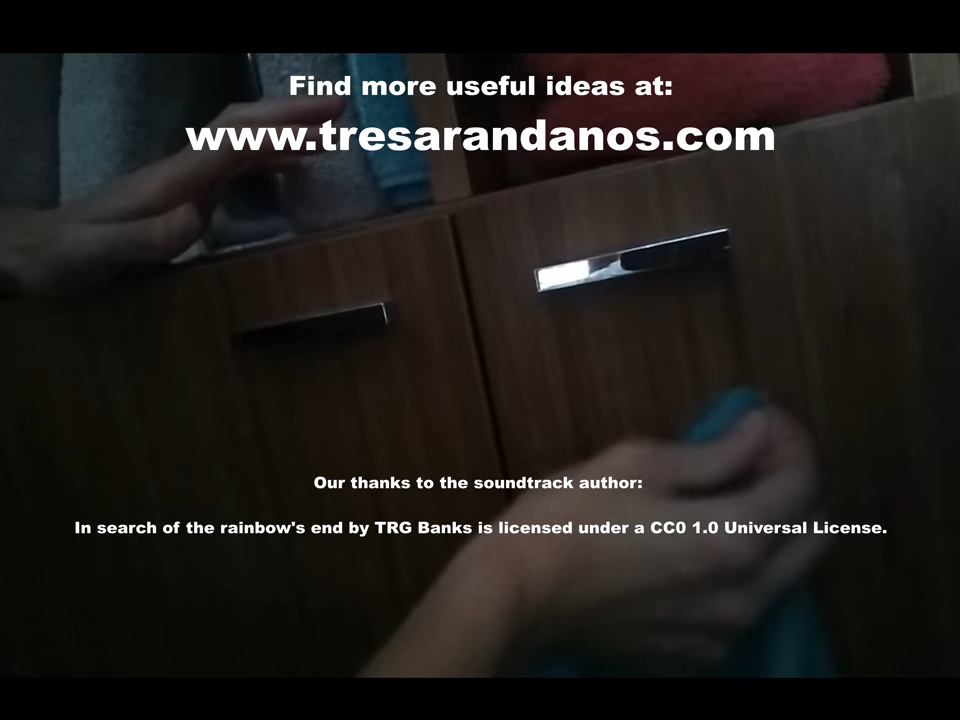 Find more useful ideas at:
www.tresarandanos.com
Our thanks to the soundtrack author:
In search of the rainbow's end by TRG Banks is licensed under a CC0 1.0 Universal License.